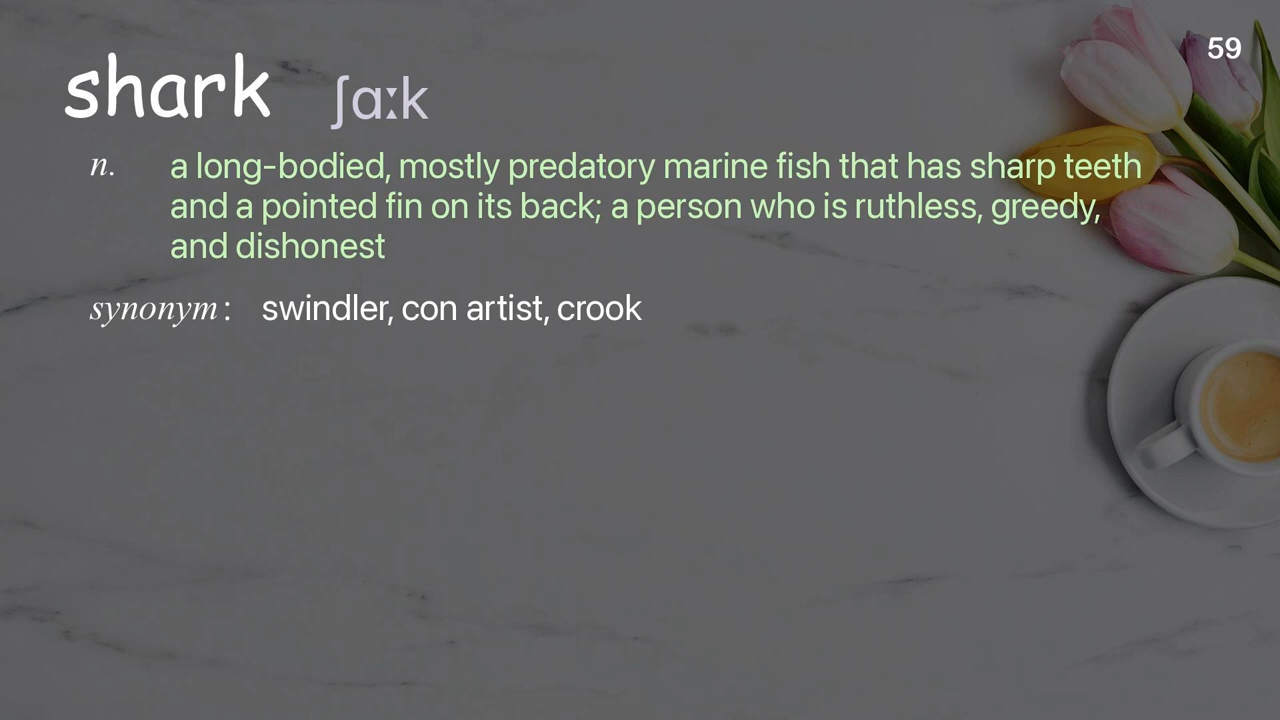 59
shark ʃɑːk
n. a long-bodied, mostly predatory marine fish that has sharp teeth
and a pointed fin on its back; a person who is ruthless, greedy,
and dishonest
synonym: swindler, con artist, crook